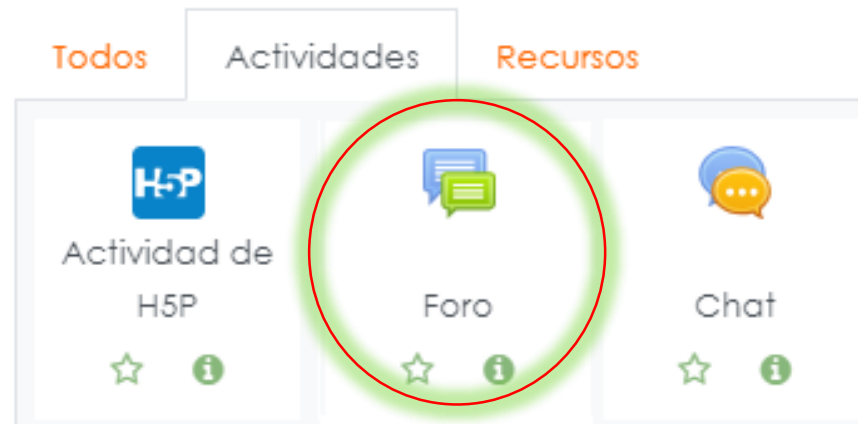 Todos Actividades Recursos
H5P
Actividad de
H5P
Foro
Chat